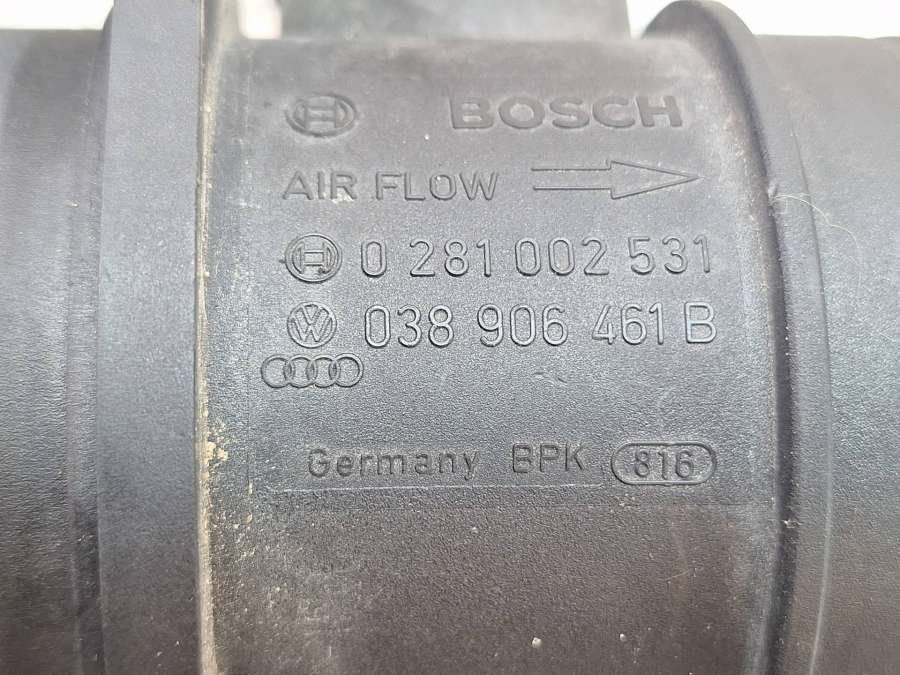 BOSCH
AIR FLOW
0 281 002 531
038 906 461 B
Germany BPK 816